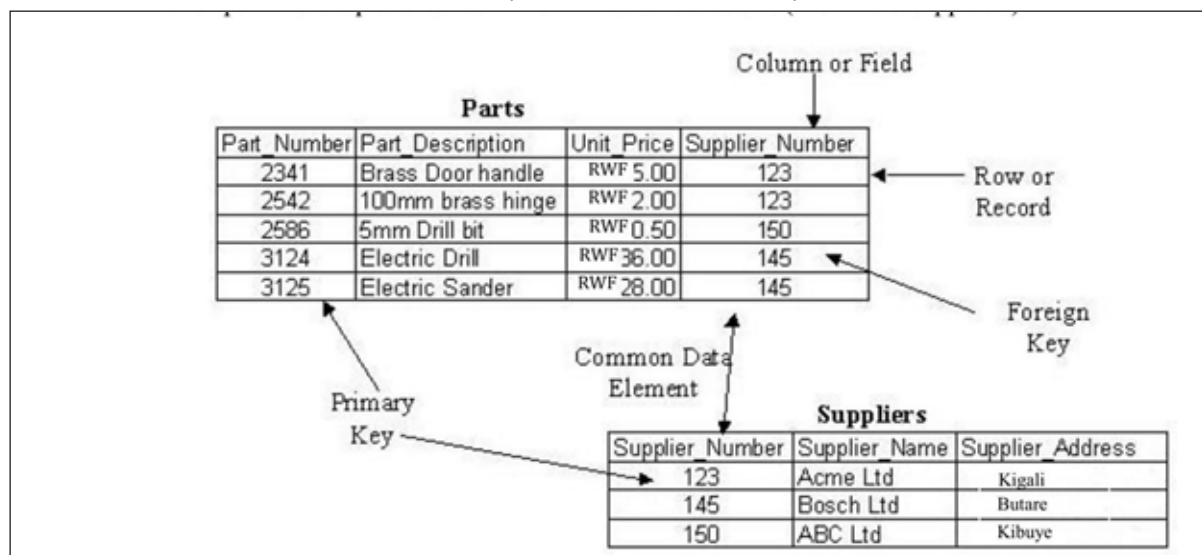 Column or Field
Parts
Part_Number Part_Description Unit_Price Supplier_Number
2341 Brass Door handle RWF 5.00 123
2542 100mm brass hinge RWF 2.00 123
2586 5mm Drill bit RWF 0.50 150
3124 Electric Drill RWF 36.00 145
3125 Electric Sander RWF 28.00 145
Row or
Record
Foreign
Key
Common Data
Element
Primary
Key
Suppliers
Supplier_Number Supplier_Name Supplier_Address
123 Acme Ltd Kigali
145 Bosch Ltd Butare
150 ABC Ltd Kibuye